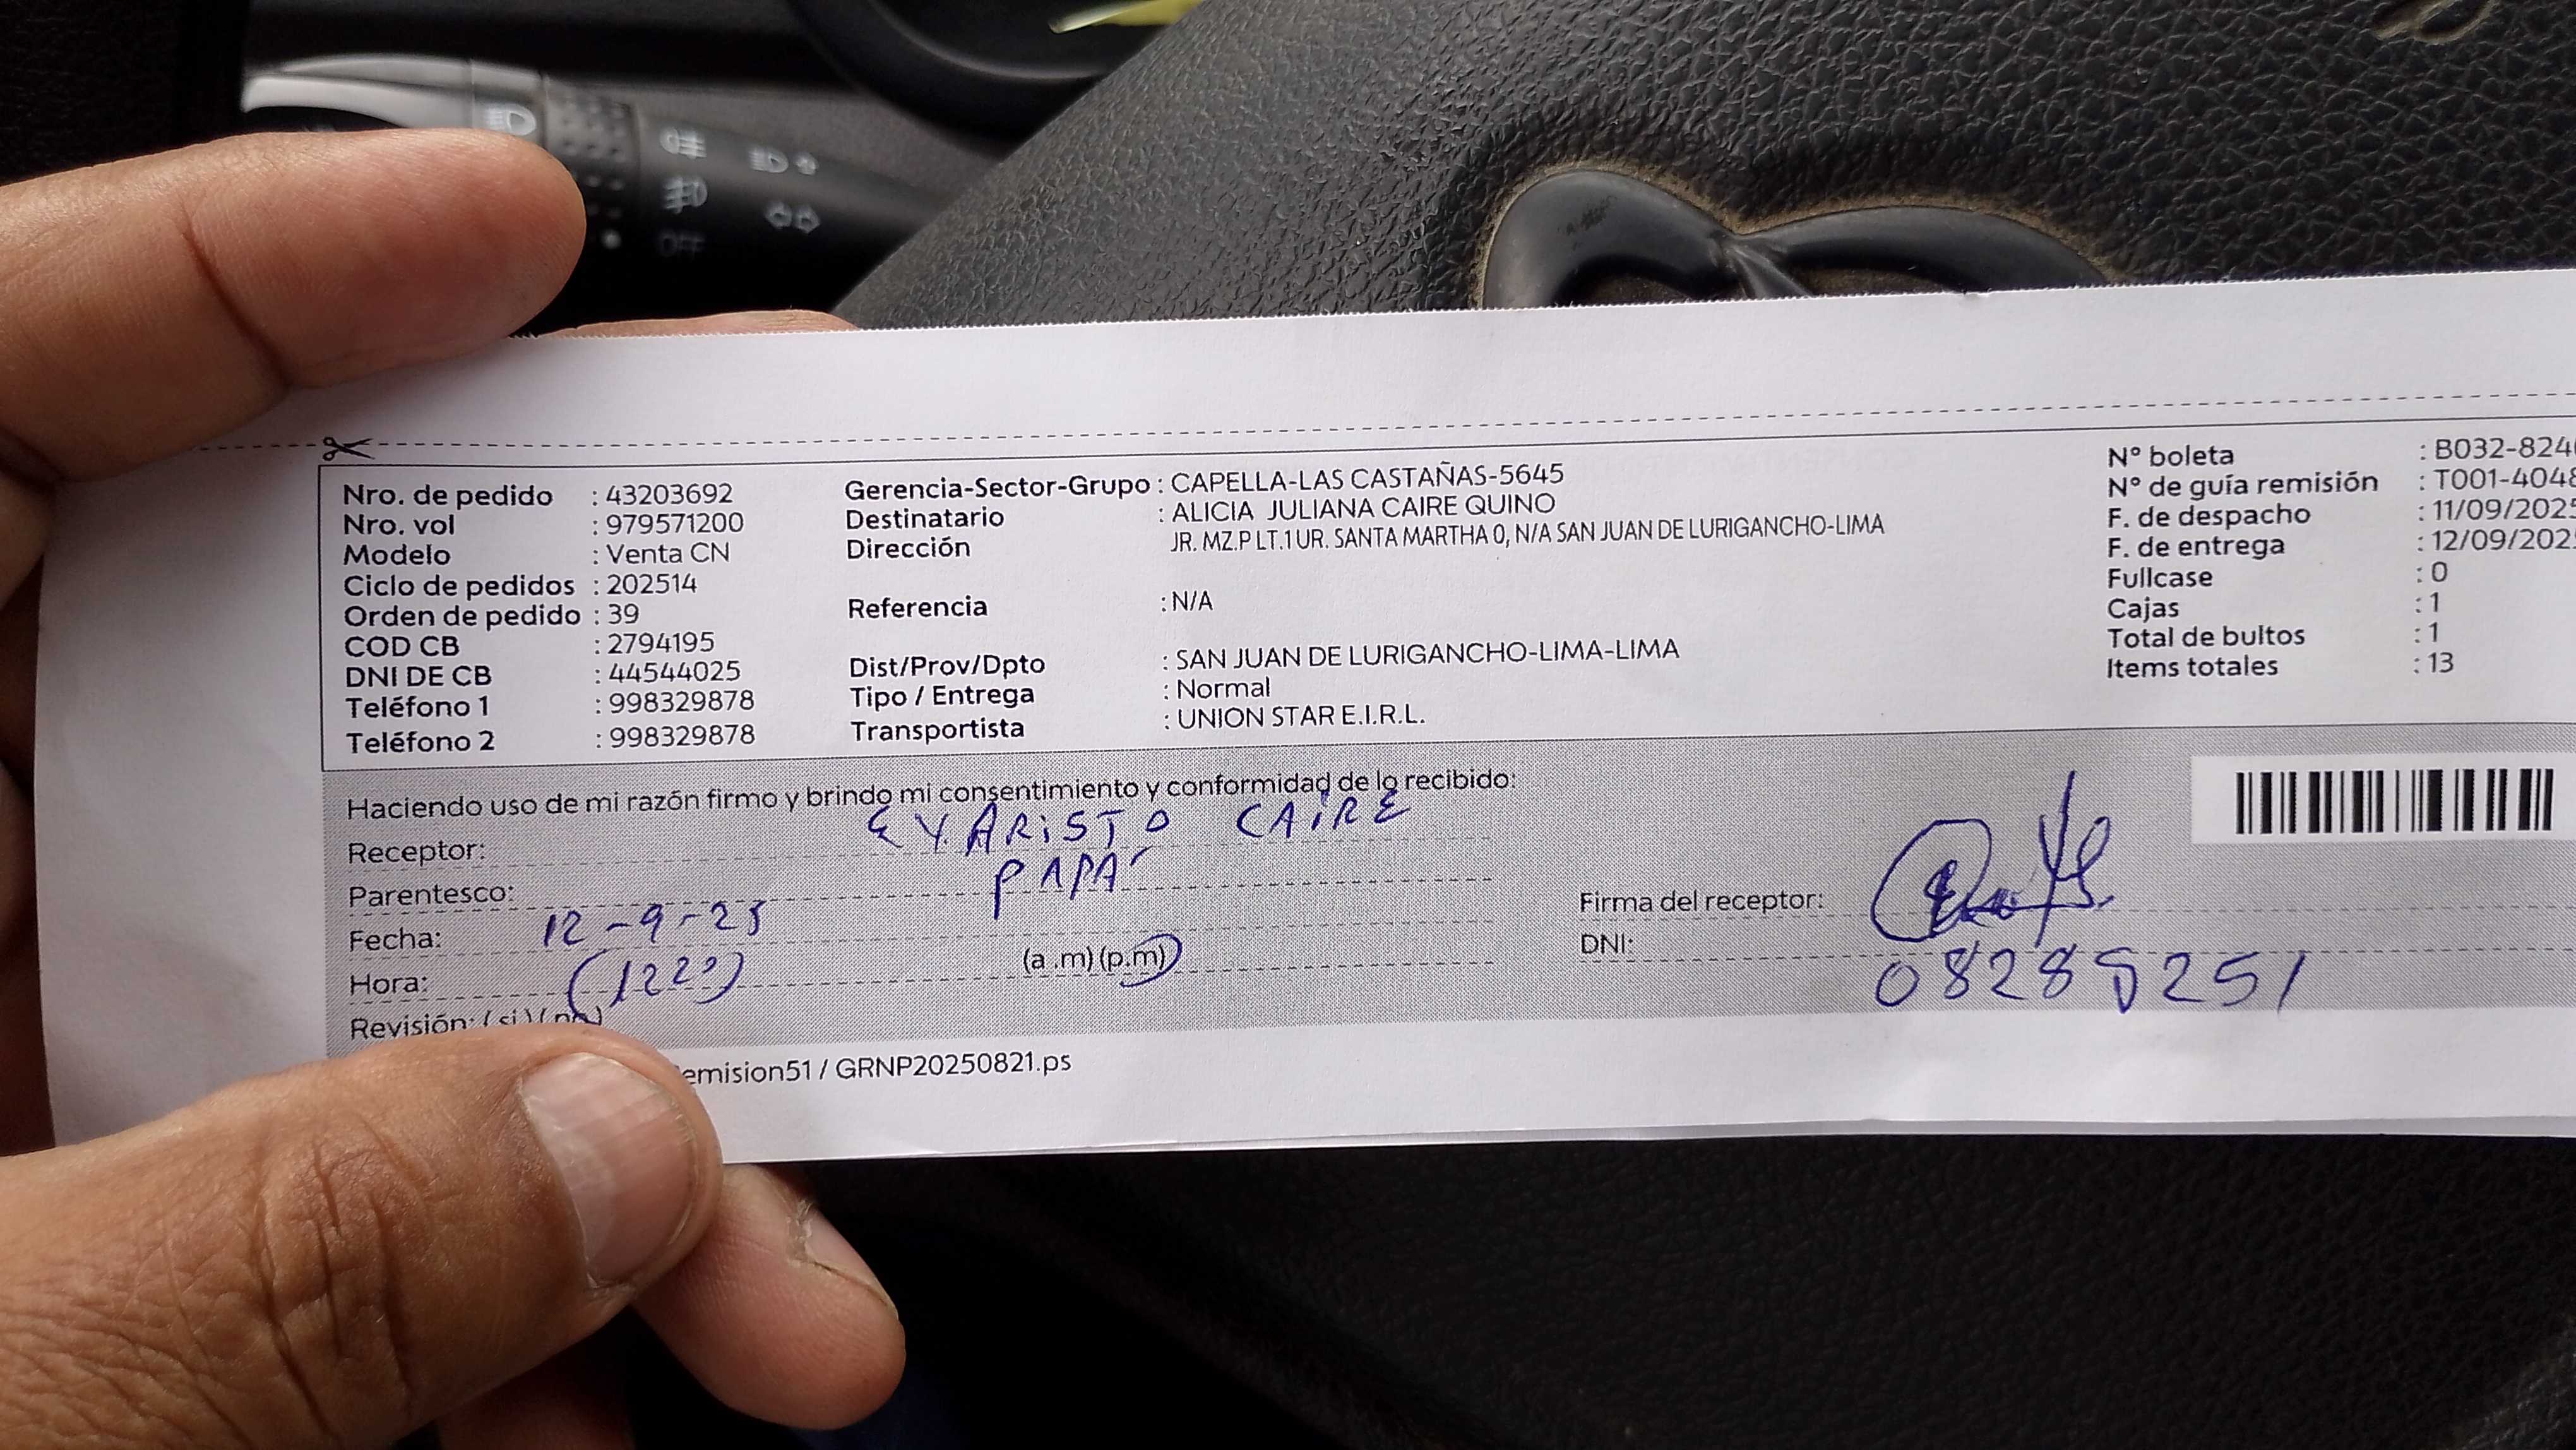 OFF
Nro. de pedido : 43203692
Nro. vol : 979571200
Modelo : Venta CN
Ciclo de pedidos : 202514
Orden de pedido : 39
COD CB : 2794195
DNI DE CB : 44544025
Teléfono 1 : 998329878
Teléfono 2 : 998329878
Gerencia-Sector-Grupo : CAPELLA-LAS CASTAÑAS-5645
Destinatario : ALICIA JULIANA CAIRE QUINO
Dirección JR. MZ.P LT.1 UR. SANTA MARTHA 0, N/A SAN JUAN DE LURIGANCHO-LIMA
Referencia : N/A
Dist/Prov/Dpto : SAN JUAN DE LURIGANCHO-LIMA-LIMA
Tipo / Entrega : Normal
Transportista : UNION STAR E.I.R.L.
N° boleta : B032-824
N° de guía remisión : T001-4048
F. de despacho : 11/09/2025
F. de entrega : 12/09/202
Fullcase : 0
Cajas : 1
Total de bultos : 1
Items totales : 13
Haciendo uso de mi razón firmo y brindo mi consentimiento y conformidad de lo recibido:
Receptor: EVARISTO CAIRE
Parentesco: PAPÁ
Fecha: 12-9-25
Hora: (1220) (a .m) (p.m)
Revisión: (si) (no)
Firma del receptor:
DNI: 08285251
emision51 / GRNP20250821.ps